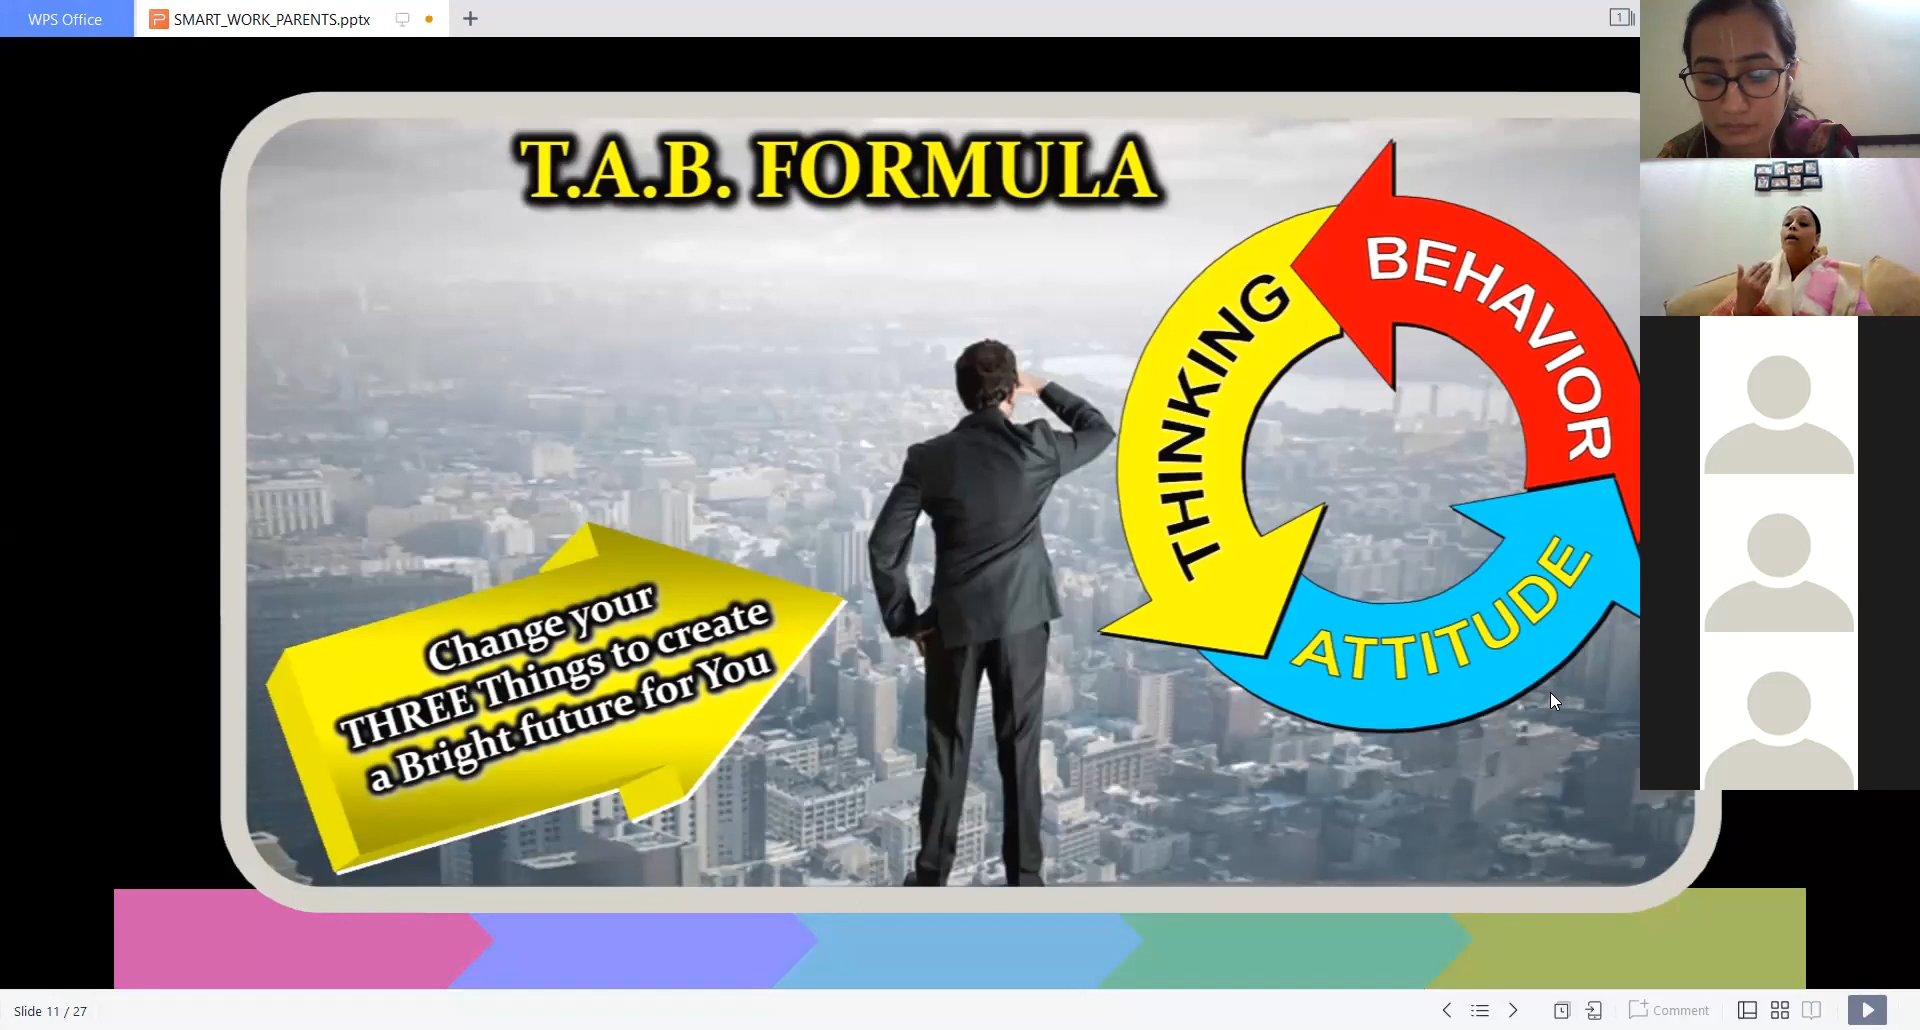 WPS Office
SMART_WORK_PARENTS.pptx
1
T.A.B. FORMULA
THINKING
BEHAVIOR
ATTITUDE
Change your
THREE Things to create
a Bright future for You
Slide 11 / 27
Comment